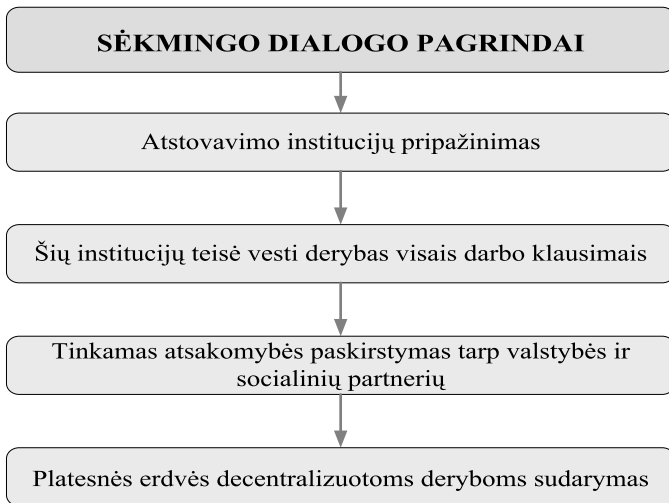 SĖKMINGO DIALOGO PAGRINDAI
Atstovavimo institucijų pripažinimas
Šių institucijų teisė vesti derybas visais darbo klausimais
Tinkamas atsakomybės paskirstymas tarp valstybės ir
socialinių partnerių
Platesnės erdvės decentralizuotoms deryboms sudarymas